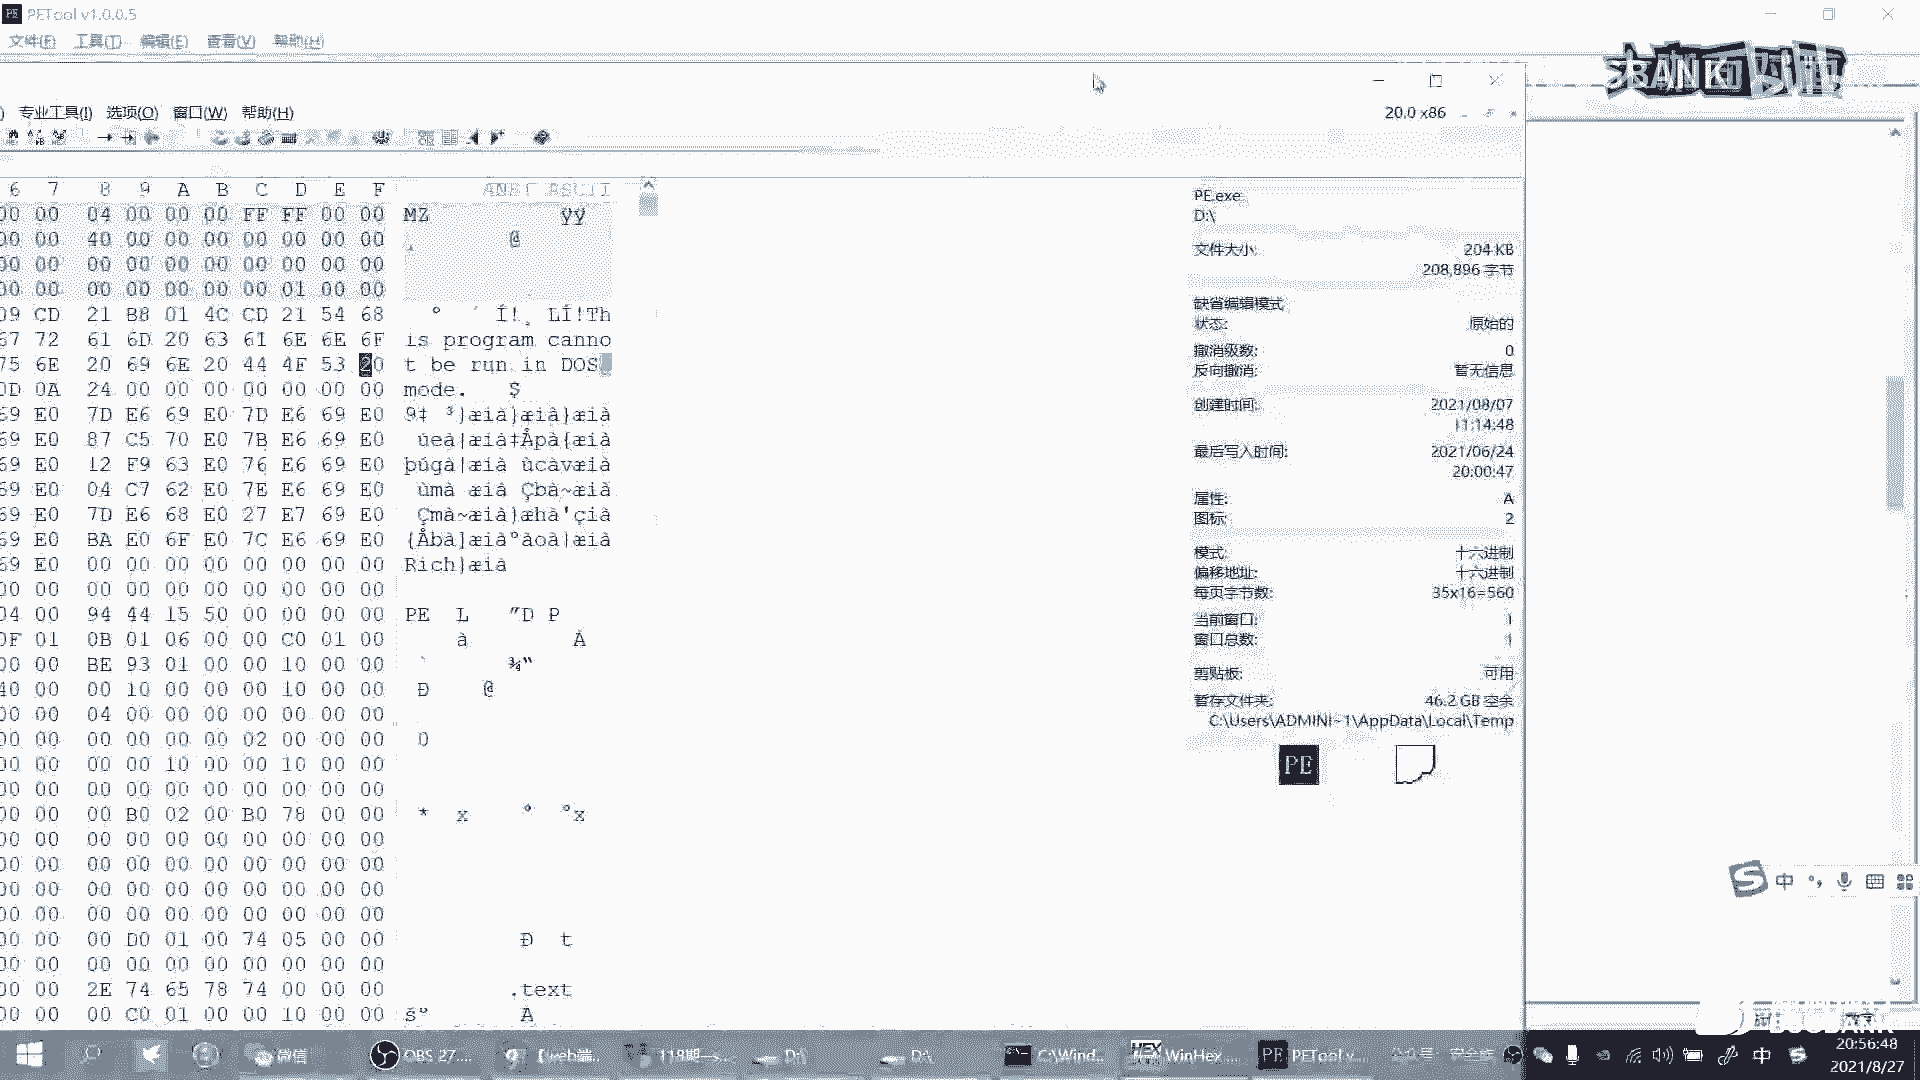 PETool v1.0.0.5
文件(F) 工具(T) 编辑(E) 查看(V) 帮助(H)
) 专业工具(I) 选项(O) 窗口(W) 帮助(H)
20.0 x86
6 7 8 9 A B C D E F ANSI ASCII
00 00 04 00 00 00 FF FF 00 00 MZ ÿÿ
00 00 40 00 00 00 00 00 00 00 ¸ @
00 00 00 00 00 00 00 00 00 00
00 00 00 00 00 00 00 01 00 00
09 CD 21 B8 01 4C CD 21 54 68 º ´ Í!¸ LÍ!Th
67 72 61 6D 20 63 61 6E 6E 6F is program canno
75 6E 20 69 6E 20 44 4F 53 20 t be run in DOS
0D 0A 24 00 00 00 00 00 00 00 mode. $
69 E0 7D E6 69 E0 7D E6 69 E0 9‡ ³}æià}æià}æià
69 E0 87 C5 70 E0 7B E6 69 E0 úeà|æià‡Åpà{æià
69 E0 12 F9 63 E0 76 E6 69 E0 þúgà|æià ùcàvæià
69 E0 04 C7 62 E0 7E E6 69 E0 ùmà æià Çbà~æià
69 E0 7D E6 68 E0 27 E7 69 E0 Çmà~æià}æhà'çià
69 E0 BA E0 6F E0 7C E6 69 E0 {Åbà]æiàºàoà|æià
69 E0 00 00 00 00 00 00 00 00 Rich}æià
00 00 00 00 00 00 00 00 00 00
04 00 94 44 15 50 00 00 00 00 PE L ”D P
0F 01 0B 01 06 00 00 C0 01 00 à À
00 00 BE 93 01 00 00 10 00 00 ` ¾“
40 00 00 10 00 00 00 10 00 00 Ð @
00 00 04 00 00 00 00 00 00 00
00 00 00 00 00 00 02 00 00 00 00 0
00 00 00 00 10 00 00 10 00 00
00 00 00 00 00 00 00 00 00 00
00 00 00 B0 02 00 B0 78 00 00 * x ° °x
00 00 00 00 00 00 00 00 00 00
00 00 00 00 00 00 00 00 00 00
00 00 00 00 00 00 00 00 00 00
00 00 00 00 00 00 00 00 00 00
00 00 00 D0 01 00 74 05 00 00 Ð t
00 00 00 00 00 00 00 00 00 00
00 00 2E 74 65 78 74 00 00 00 .text
00 00 00 C0 01 00 00 10 00 00 šº À
PE.exe
D:\
文件大小: 204 KB
208,896 字节
缺省编辑模式
状态: 原始的
撤消级数: 0
反向撤消: 暂无信息
创建时间: 2021/08/07
11:14:48
最后写入时间: 2021/06/24
20:00:47
属性: A
图标: 2
模式: 十六进制
偏移地址: 十六进制
每页字节数: 35x16=560
当前窗口: 1
窗口总数: 1
剪贴板: 可用
暂存文件夹: 46.2 GB 空余
C:\Users\ADMINI~1\AppData\Local\Temp
PE
中
微信 OBS 27.... 【web端... 118期—s... D:\ D:\ C:\Wind... WinHex ... PETool v... 中
20:56:48
2021/8/27